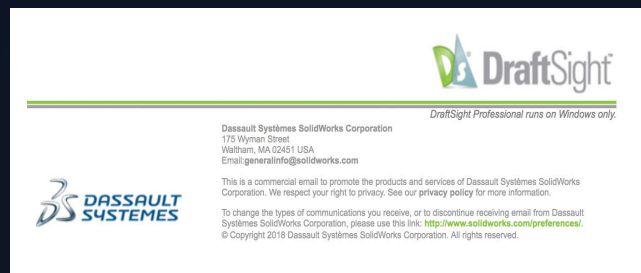 DS DraftSight
DraftSight Professional runs on Windows only.
Dassault Systèmes SolidWorks Corporation
175 Wyman Street
Waltham, MA 02451 USA
Email:generalinfo@solidworks.com
This is a commercial email to promote the products and services of Dassault Systèmes SolidWorks
Corporation. We respect your right to privacy. See our privacy policy for more information.
DASSAULT
SYSTEMES
To change the types of communications you receive, or to discontinue receiving email from Dassault
Systèmes SolidWorks Corporation, please use this link: http://www.solidworks.com/preferences/.
© Copyright 2018 Dassault Systèmes SolidWorks Corporation. All rights reserved.